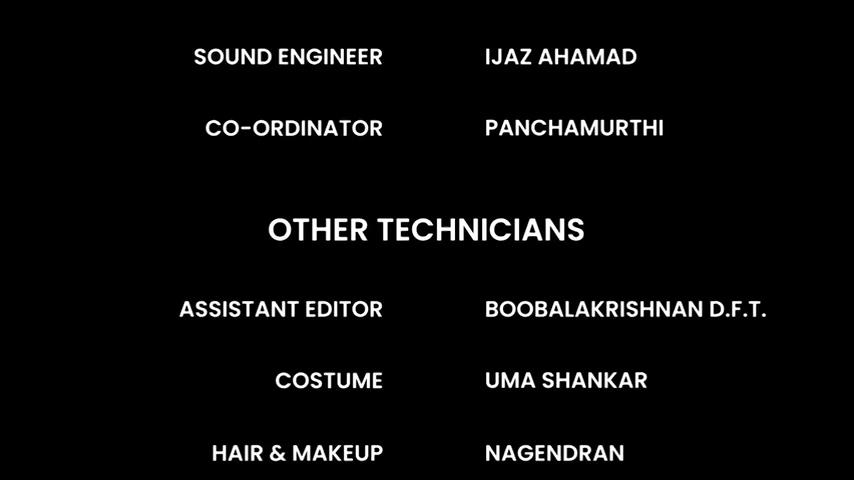 SOUND ENGINEER IJAZ AHAMAD
CO-ORDINATOR PANCHAMURTHI
OTHER TECHNICIANS
ASSISTANT EDITOR BOOBALAKRISHNAN D.F.T.
COSTUME UMA SHANKAR
HAIR & MAKEUP NAGENDRAN